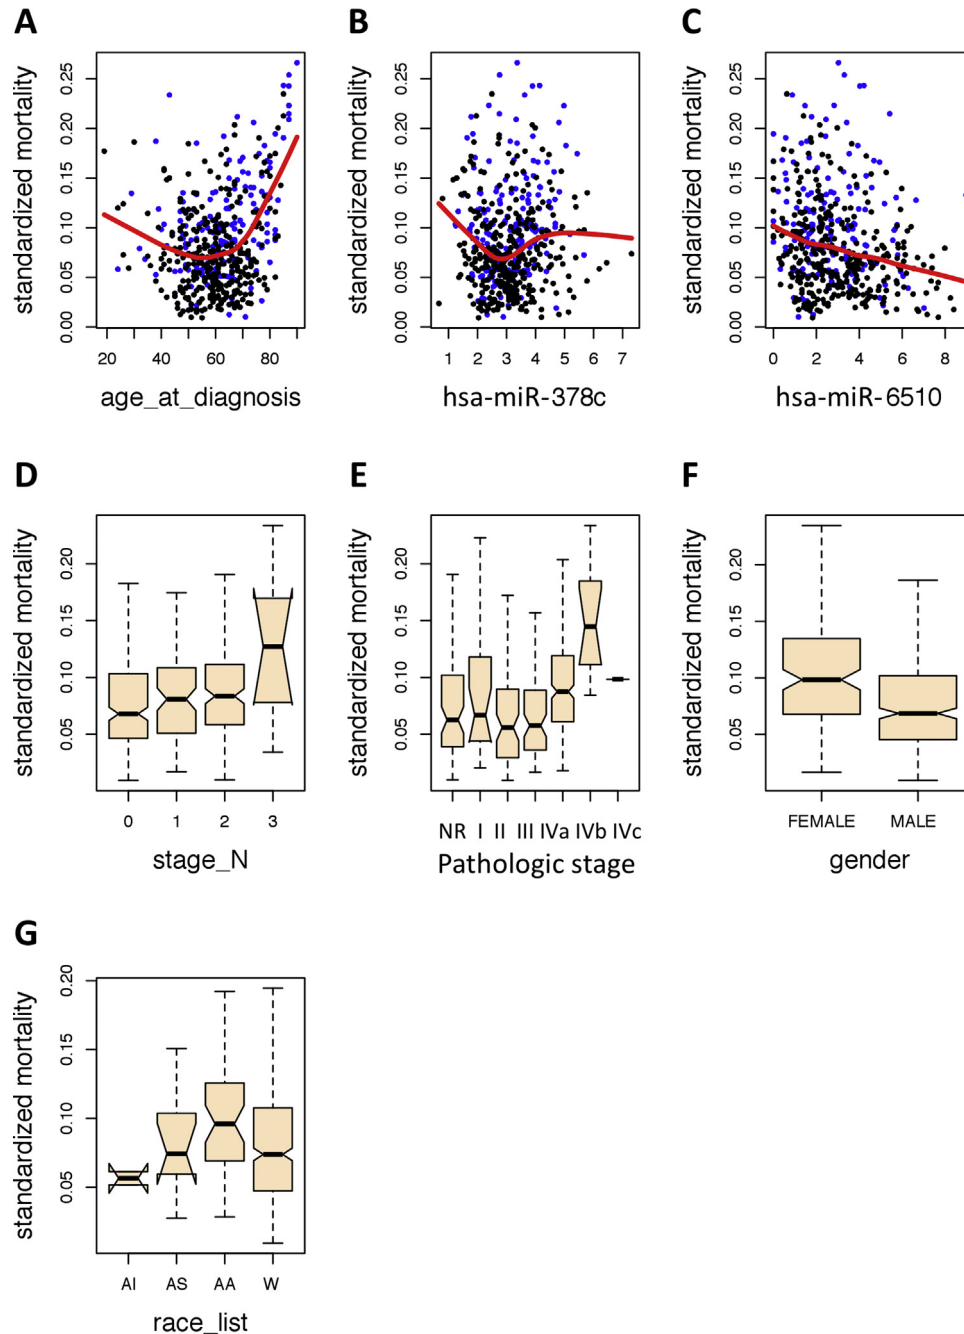 A
B
C
standardized mortality
0.00 0.05 0.10 0.15 0.20 0.25
20 40 60 80
age_at_diagnosis
standardized mortality
0.00 0.05 0.10 0.15 0.20 0.25
1 2 3 4 5 6 7
hsa-miR-378c
standardized mortality
0.00 0.05 0.10 0.15 0.20 0.25
0 2 4 6 8
hsa-miR-6510
D
E
F
standardized mortality
0.05 0.10 0.15 0.20
0 1 2 3
stage_N
standardized mortality
0.05 0.10 0.15 0.20
NR I II III IVa IVb IVc
Pathologic stage
standardized mortality
0.05 0.10 0.15 0.20
FEMALE MALE
gender
G
standardized mortality
0.05 0.10 0.15 0.20
AI AS AA W
race_list